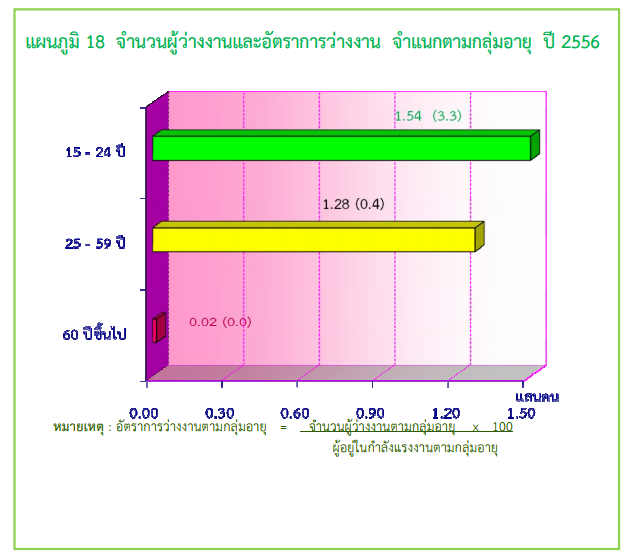 แผนภูมิ 18 จำนวนผู้ว่างงานและอัตราการว่างงาน จำแนกตามกลุ่มอายุ ปี 2556
1.54 (3.3)
15 - 24 ปี
1.28 (0.4)
25 - 59 ปี
0.02 (0.0)
60 ปีขึ้นไป
แสนคน
0.00 0.30 0.60 0.90 1.20 1.50
หมายเหตุ : อัตราการว่างงานตามกลุ่มอายุ = จำนวนผู้ว่างงานตามกลุ่มอายุ x 100
ผู้อยู่ในกำลังแรงงานตามกลุ่มอายุ